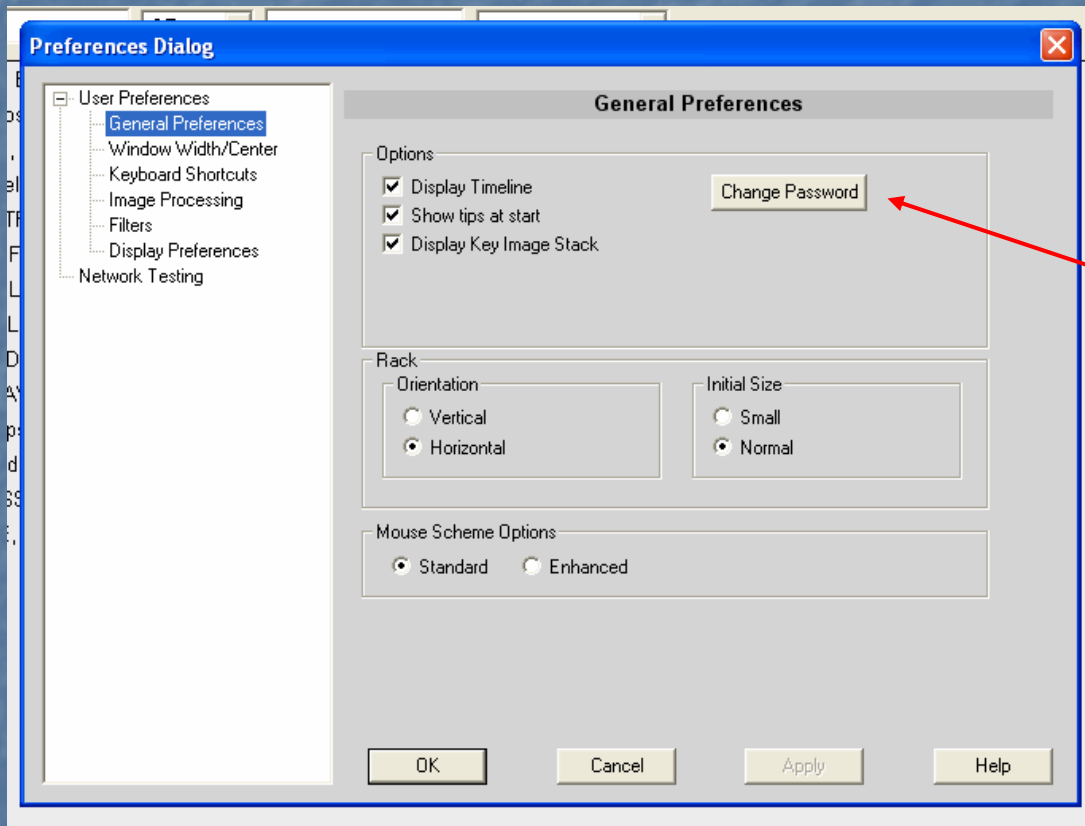 Preferences Dialog
User Preferences
General Preferences
Window Width/Center
Keyboard Shortcuts
Image Processing
Filters
Display Preferences
Network Testing
General Preferences
Options
Display Timeline
Show tips at start
Display Key Image Stack
Change Password
Rack
Orientation
Vertical
Horizontal
Initial Size
Small
Normal
Mouse Scheme Options
Standard
Enhanced
OK
Cancel
Apply
Help